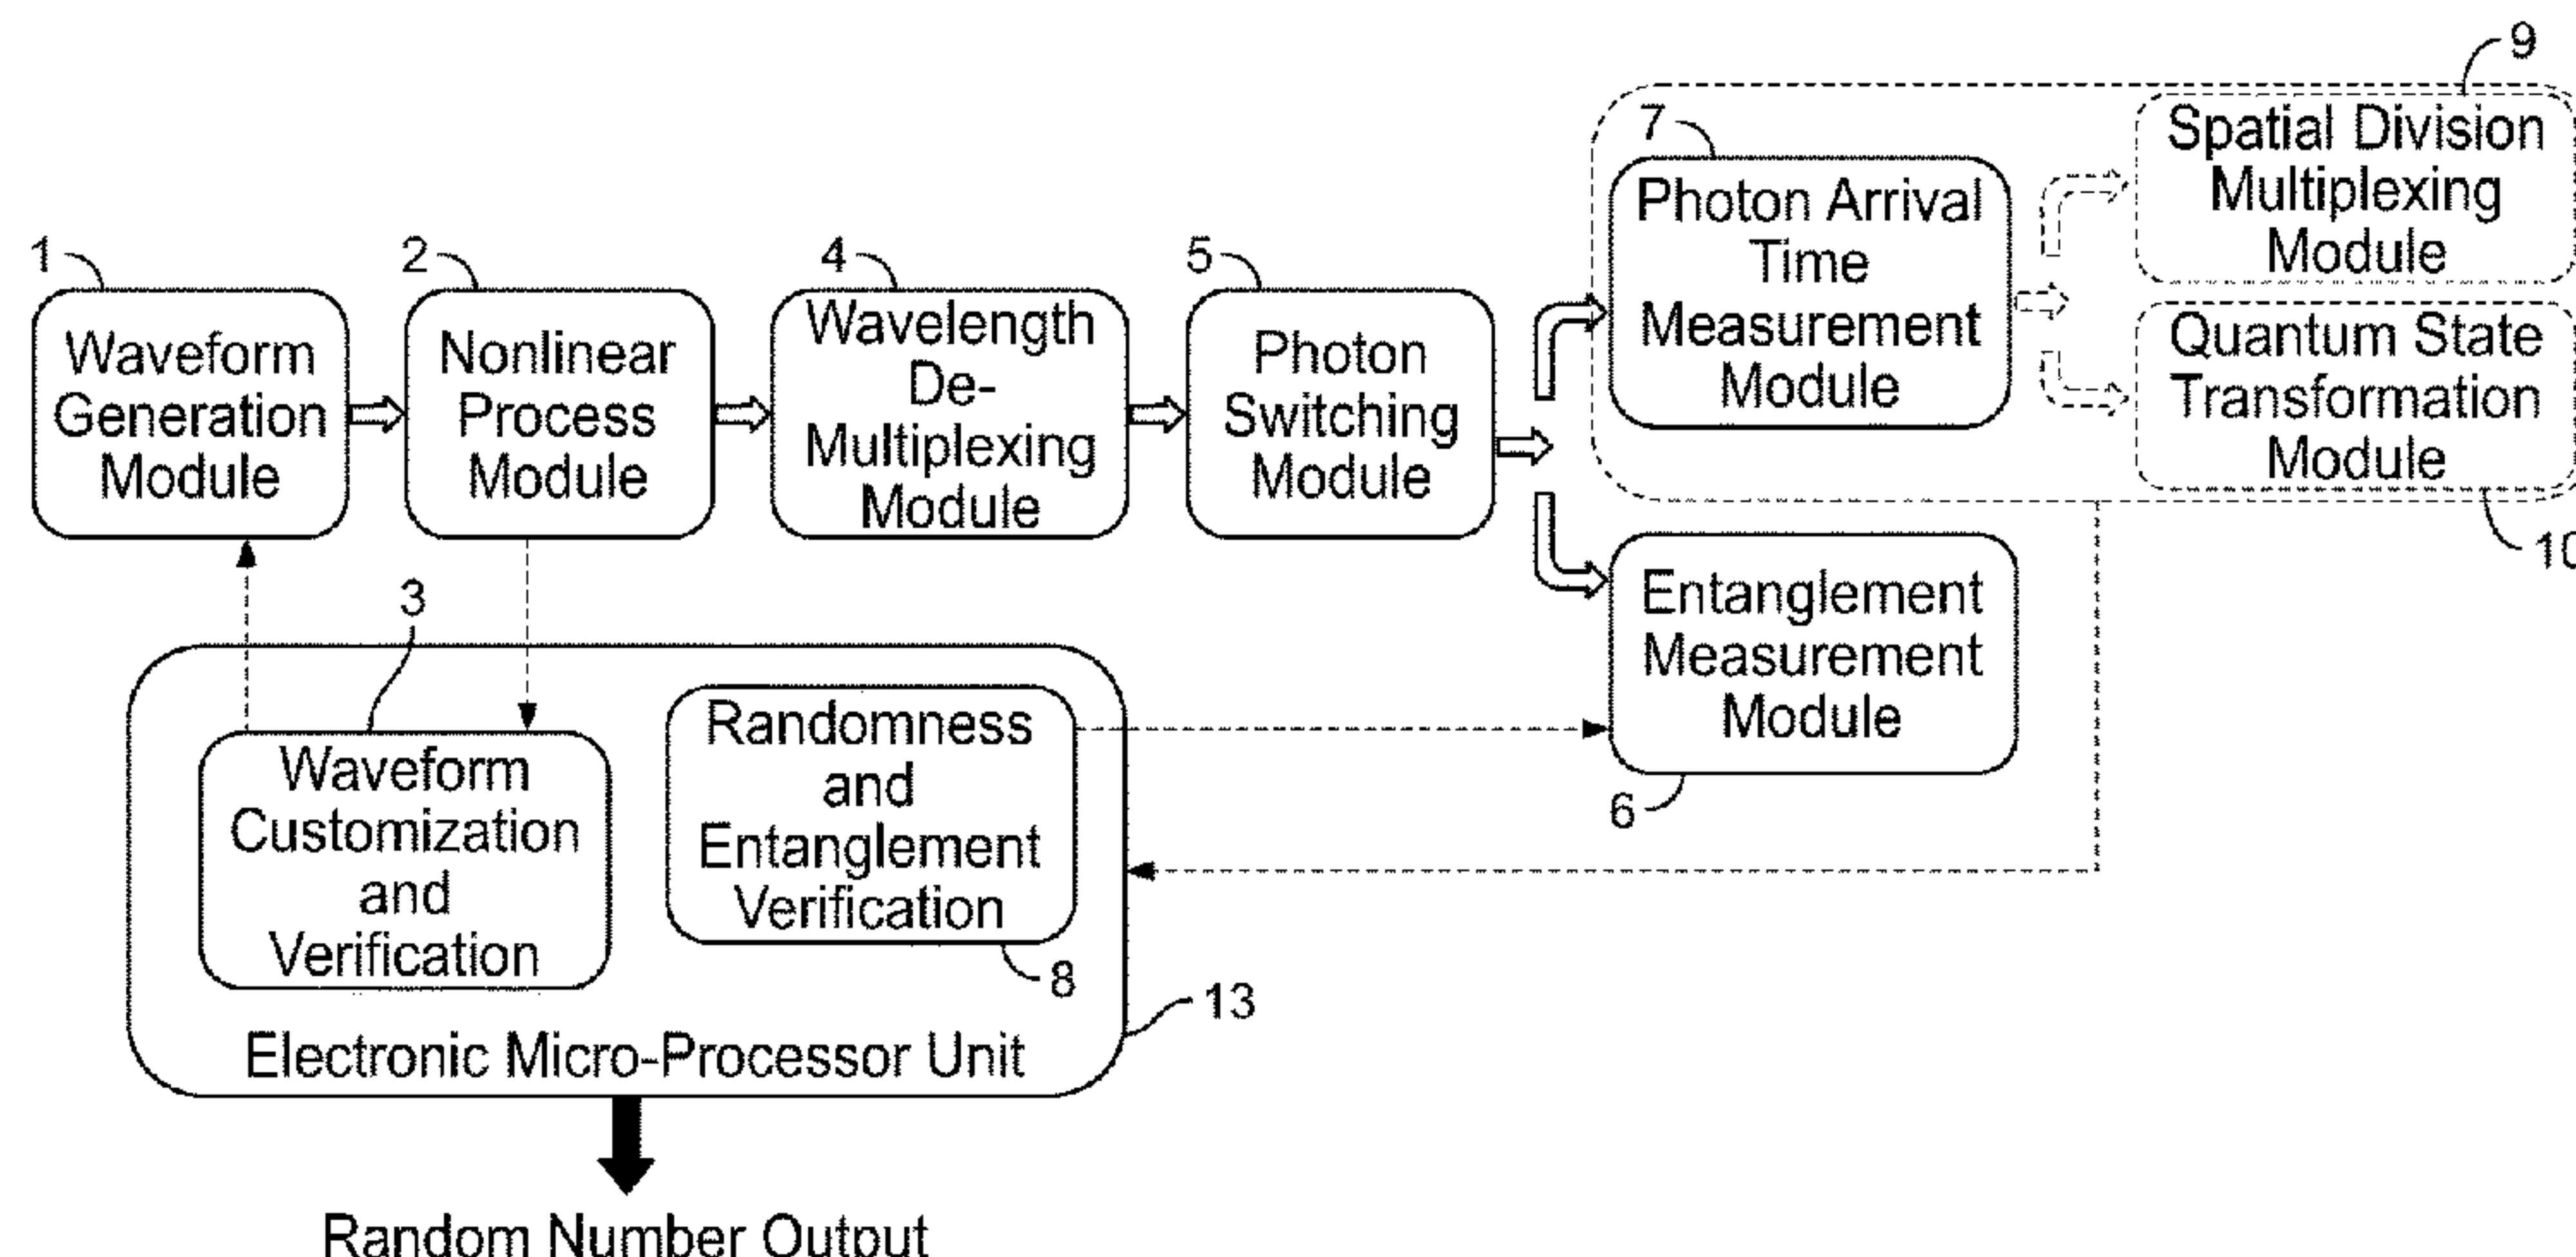 9
Spatial Division
Multiplexing
Module
7
Photon Arrival
Time
Measurement
Module
1
Waveform
Generation
Module
2
Nonlinear
Process
Module
4
Wavelength
De-
Multiplexing
Module
5
Photon
Switching
Module
Quantum State
Transformation
Module
10
3
Waveform
Customization
and
Verification
Randomness
and
Entanglement
Verification
8
Entanglement
Measurement
Module
6
13
Electronic Micro-Processor Unit
Random Number Output